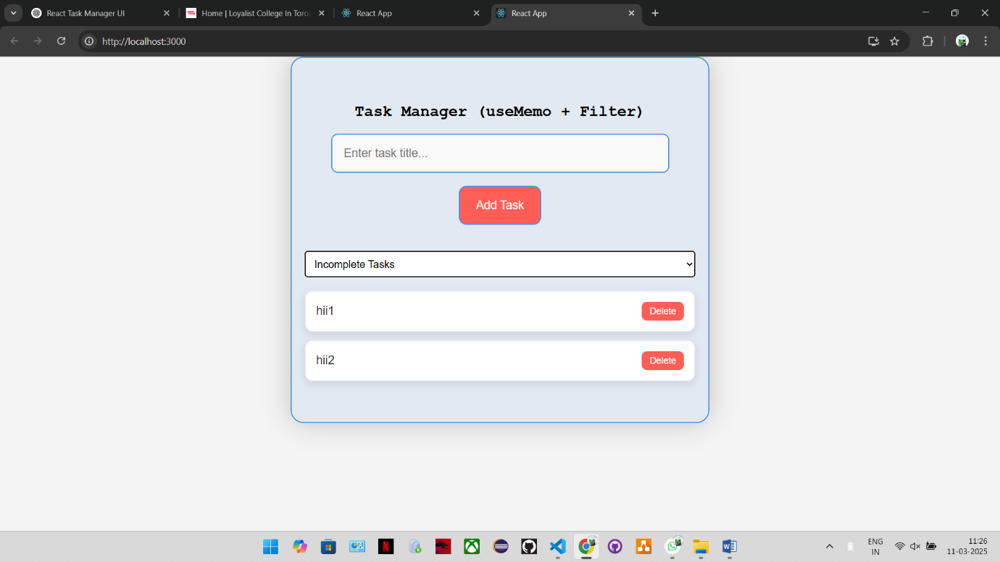 React Task Manager UI
Home | Loyalist College In Toro
React App
React App
http://localhost:3000
Task Manager (useMemo + Filter)
Enter task title...
Add Task
Incomplete Tasks
hii1
Delete
hii2
Delete
ENG
IN
11:26
11-03-2025